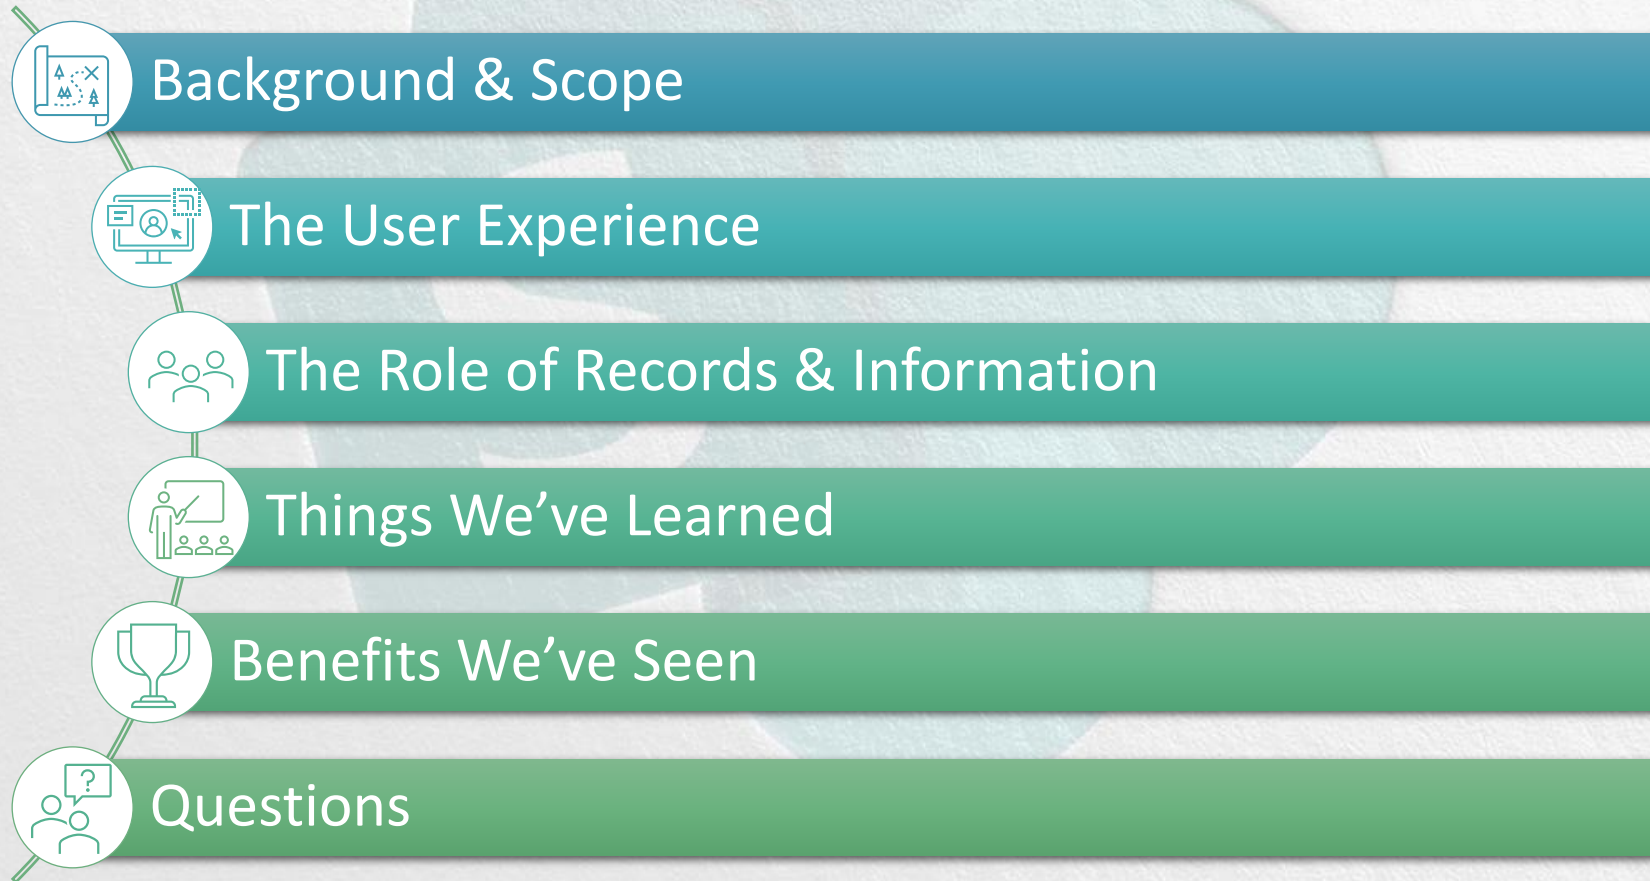 Background & Scope
The User Experience
The Role of Records & Information
Things We’ve Learned
Benefits We’ve Seen
Questions